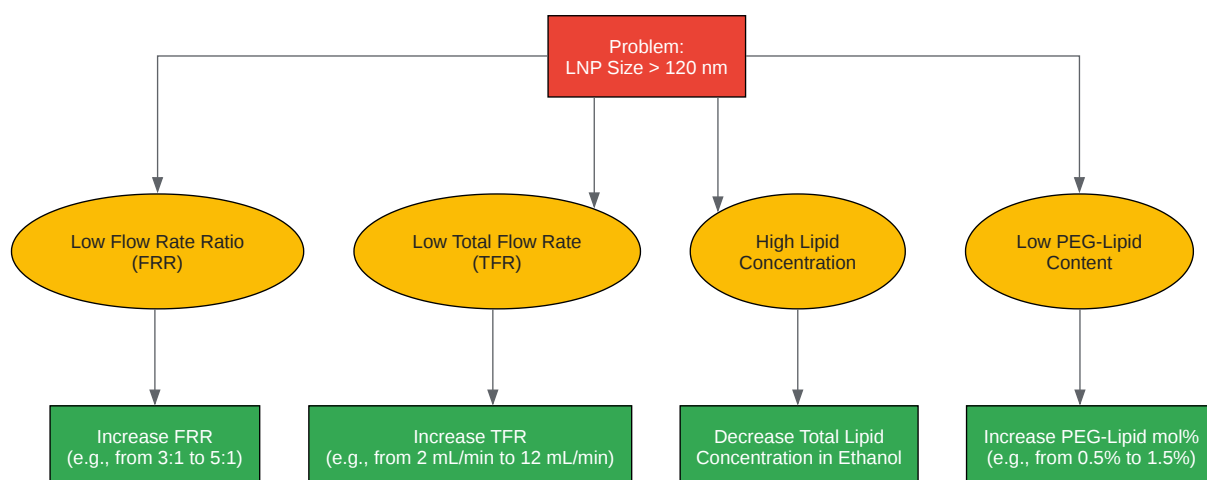 Problem:
LNP Size > 120 nm
Low Flow Rate Ratio
(FRR)
Low Total Flow Rate
(TFR)
High Lipid
Concentration
Low PEG-Lipid
Content
Increase FRR
(e.g., from 3:1 to 5:1)
Increase TFR
(e.g., from 2 mL/min to 12 mL/min)
Decrease Total Lipid
Concentration in Ethanol
Increase PEG-Lipid mol%
(e.g., from 0.5% to 1.5%)